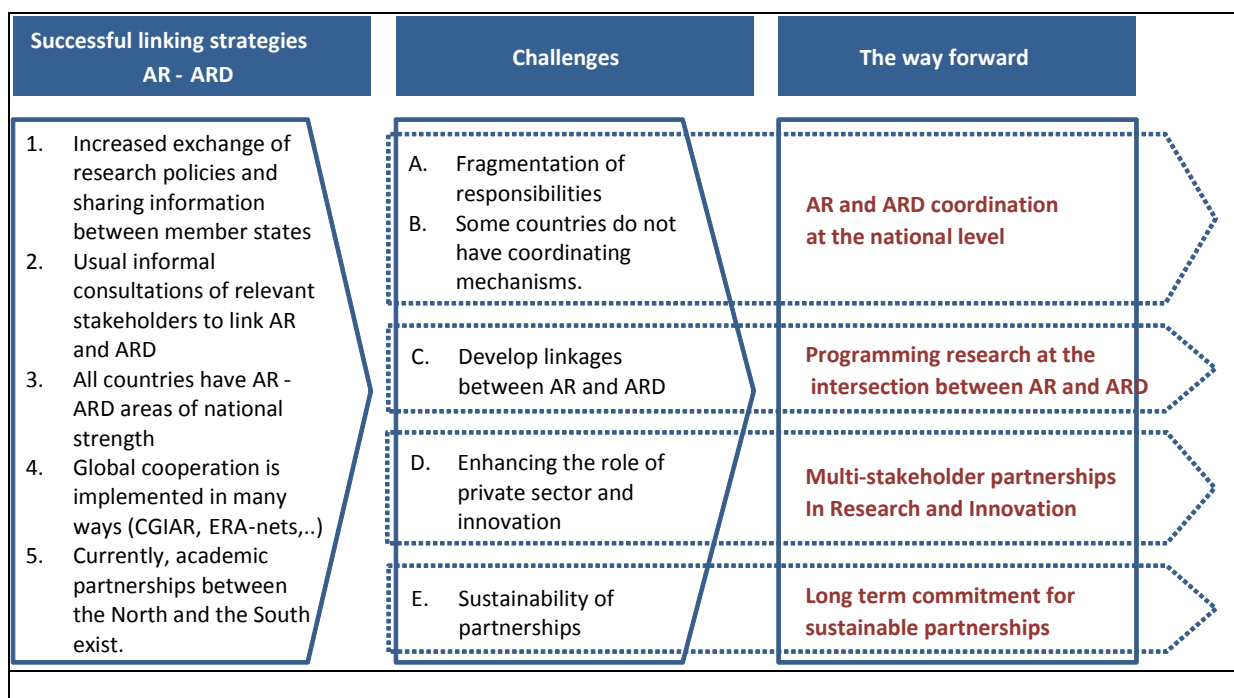 Successful linking strategies
AR - ARD
Challenges
The way forward
1. Increased exchange of
research policies and
sharing information
between member states
2. Usual informal
consultations of relevant
stakeholders to link AR
and ARD
3. All countries have AR -
ARD areas of national
strength
4. Global cooperation is
implemented in many
ways (CGIAR, ERA-nets,..)
5. Currently, academic
partnerships between
the North and the South
exist.
A. Fragmentation of
responsibilities
B. Some countries do not
have coordinating
mechanisms.
C. Develop linkages
between AR and ARD
D. Enhancing the role of
private sector and
innovation
E. Sustainability of
partnerships
AR and ARD coordination
at the national level
Programming research at the
intersection between AR and ARD
Multi-stakeholder partnerships
In Research and Innovation
Long term commitment for
sustainable partnerships